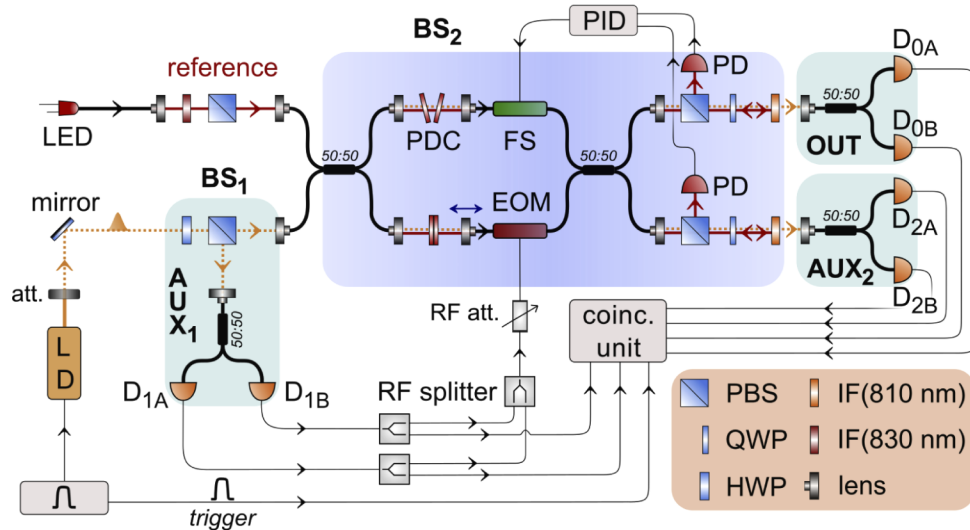 BS2
PID
D0A
reference
PD
LED
PDC
FS
50:50
OUT
D0B
50:50
50:50
BS1
PD
mirror
EOM
D2A
50:50
AUX2
att.
AUX1
50:50
D2B
RF att.
coinc.
unit
LD
D1A
D1B
RF splitter
PBS
IF(810 nm)
QWP
IF(830 nm)
HWP
lens
trigger